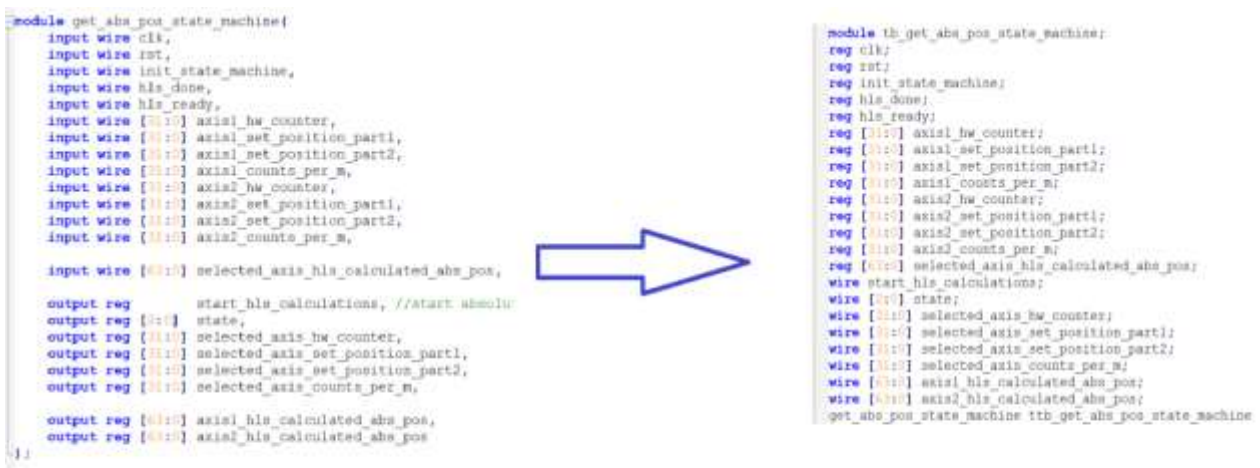 module get_abs_pos_state_machine(
input wire clk,
input wire rst,
input wire init_state_machine,
input wire hls_done,
input wire hls_ready,
input wire [31:0] axis1_hw_counter,
input wire [31:0] axis1_set_position_part1,
input wire [31:0] axis1_set_position_part2,
input wire [31:0] axis1_counts_per_m,
input wire [31:0] axis2_hw_counter,
input wire [31:0] axis2_set_position_part1,
input wire [31:0] axis2_set_position_part2,
input wire [31:0] axis2_counts_per_m,
input wire [63:0] selected_axis_hls_calculated_abs_pos,
output reg start_hls_calculations, //start absolu
output reg [2:0] state,
output reg [31:0] selected_axis_hw_counter,
output reg [31:0] selected_axis_set_position_part1,
output reg [31:0] selected_axis_set_position_part2,
output reg [31:0] selected_axis_counts_per_m,
output reg [63:0] axis1_hls_calculated_abs_pos,
output reg [63:0] axis2_hls_calculated_abs_pos
);
module tb_get_abs_pos_state_machine;
reg clk;
reg rst;
reg init_state_machine;
reg hls_done;
reg hls_ready;
reg [31:0] axis1_hw_counter;
reg [31:0] axis1_set_position_part1;
reg [31:0] axis1_set_position_part2;
reg [31:0] axis1_counts_per_m;
reg [31:0] axis2_hw_counter;
reg [31:0] axis2_set_position_part1;
reg [31:0] axis2_set_position_part2;
reg [31:0] axis2_counts_per_m;
reg [63:0] selected_axis_hls_calculated_abs_pos;
wire start_hls_calculations;
wire [2:0] state;
wire [31:0] selected_axis_hw_counter;
wire [31:0] selected_axis_set_position_part1;
wire [31:0] selected_axis_set_position_part2;
wire [31:0] selected_axis_counts_per_m;
wire [63:0] axis1_hls_calculated_abs_pos;
wire [63:0] axis2_hls_calculated_abs_pos;
get_abs_pos_state_machine ttb_get_abs_pos_state_machine